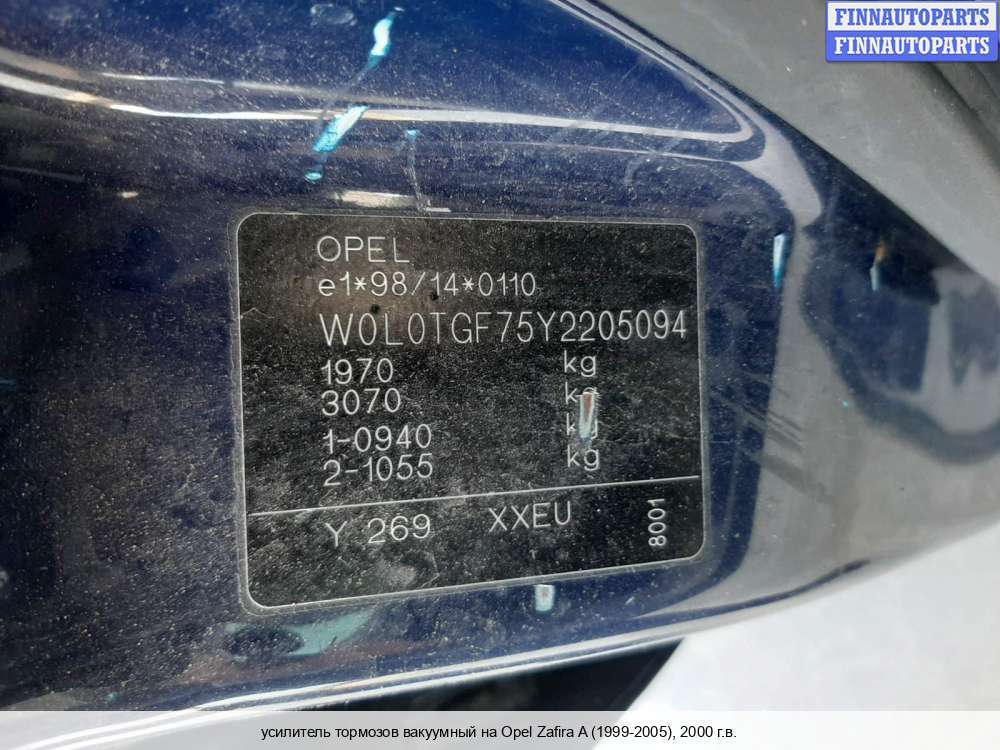 FINNAUTOPARTS
FINNAUTOPARTS
OPEL
e1*98/14*0110
W0L0TGF75Y2205094
1970 kg
3070 kg
1-0940 kg
2-1055 kg
Y 269 XXEU 8001
усилитель тормозов вакуумный на Opel Zafira A (1999-2005), 2000 г.в.